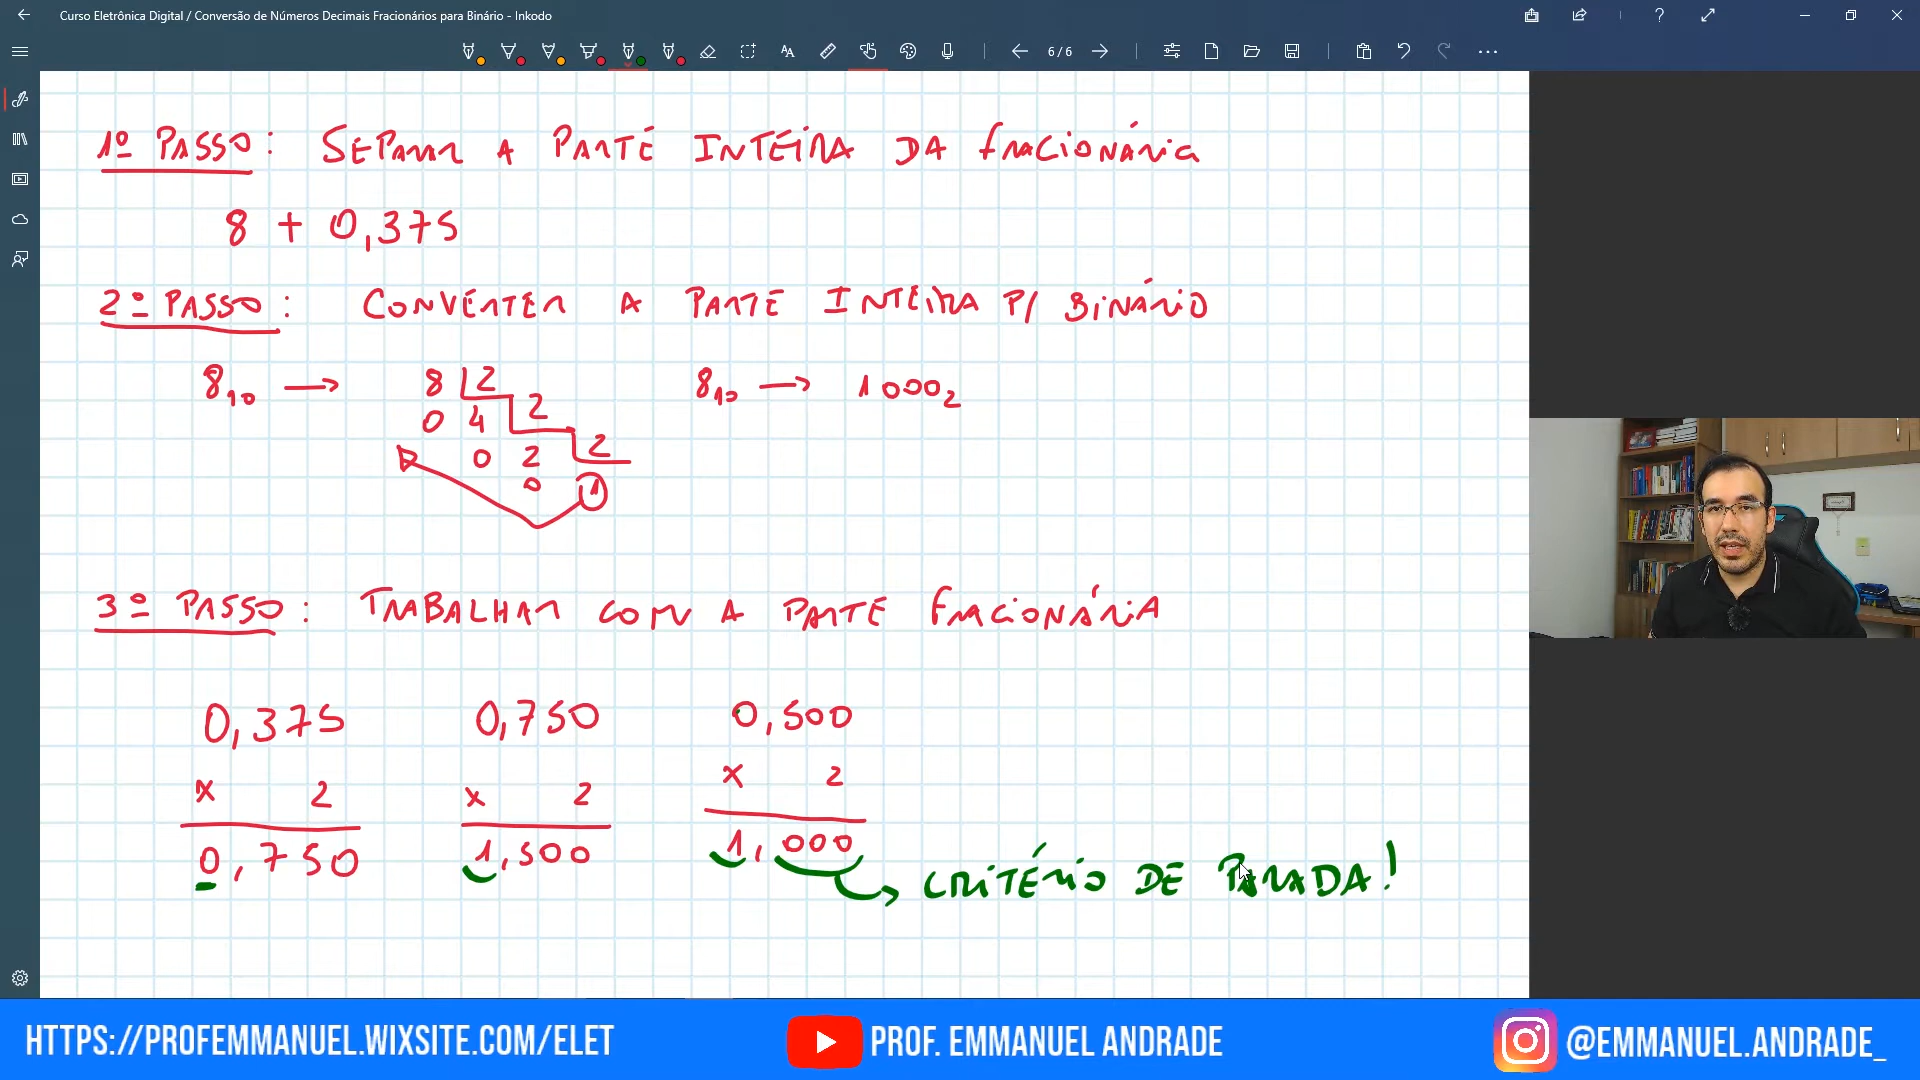 Curso Eletrônica Digital / Conversão de Números Decimais Fracionários para Binário - Inkodo
6/6
1º PASSO: SEPARAR A PARTE INTEIRA DA FRACIONÁRIA
8 + 0,375
2º PASSO: CONVERTER A PARTE INTEIRA P/ BINÁRIO
8₁₀ → 8 2 8₁₀ → 1000₂
0 4 2
0 2 2
0 1
3º PASSO: TRABALHAR COM A PARTE FRACIONÁRIA
0,375 0,750 0,500
x 2 x 2 x 2
0,750 1,500 1,000 → CRITÉRIO DE PARADA!
HTTPS://PROFEMMANUEL.WIXSITE.COM/ELET PROF. EMMANUEL ANDRADE @EMMANUEL.ANDRADE_